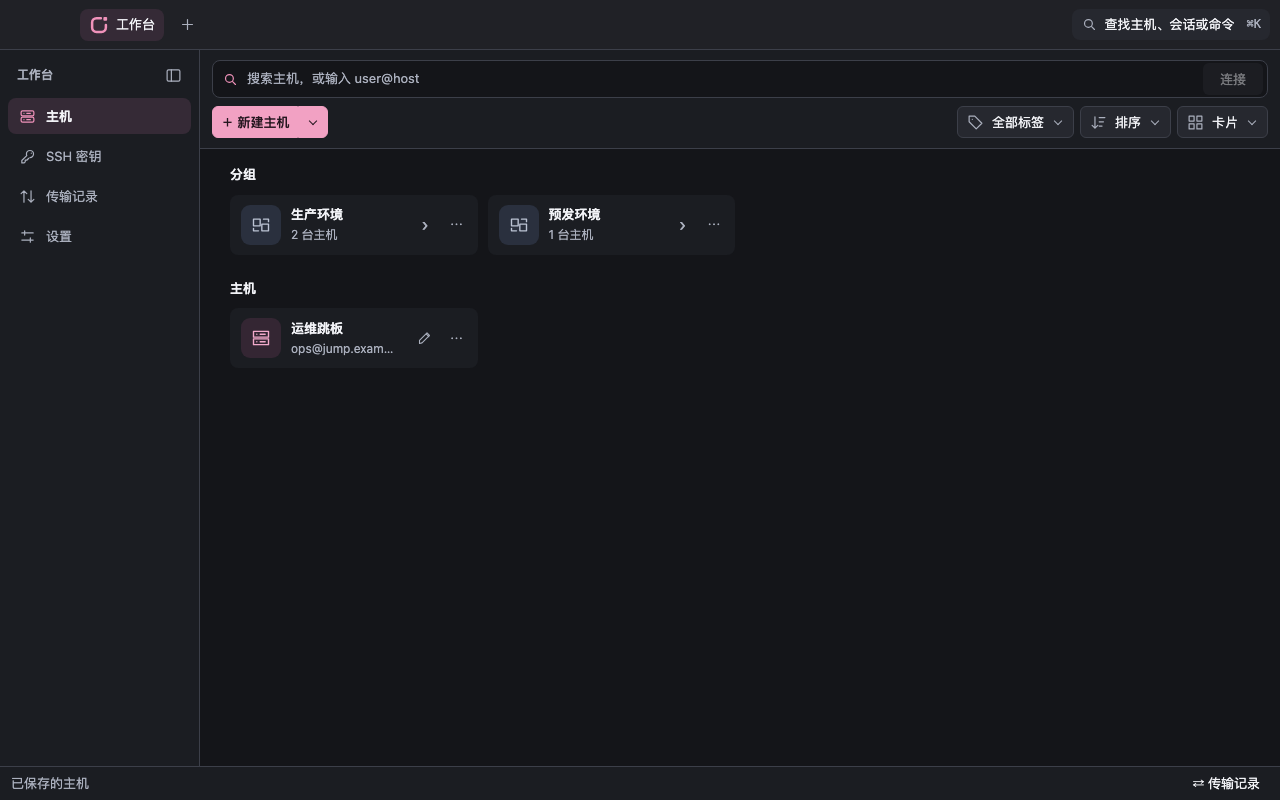 工作台
查找主机、会话或命令 ⌘K
工作台
主机
SSH 密钥
传输记录
设置
搜索主机，或输入 user@host
连接
+ 新建主机
全部标签
排序
卡片
分组
生产环境
2 台主机
预发环境
1 台主机
主机
运维跳板
ops@jump.exam...
已保存的主机
⇄ 传输记录